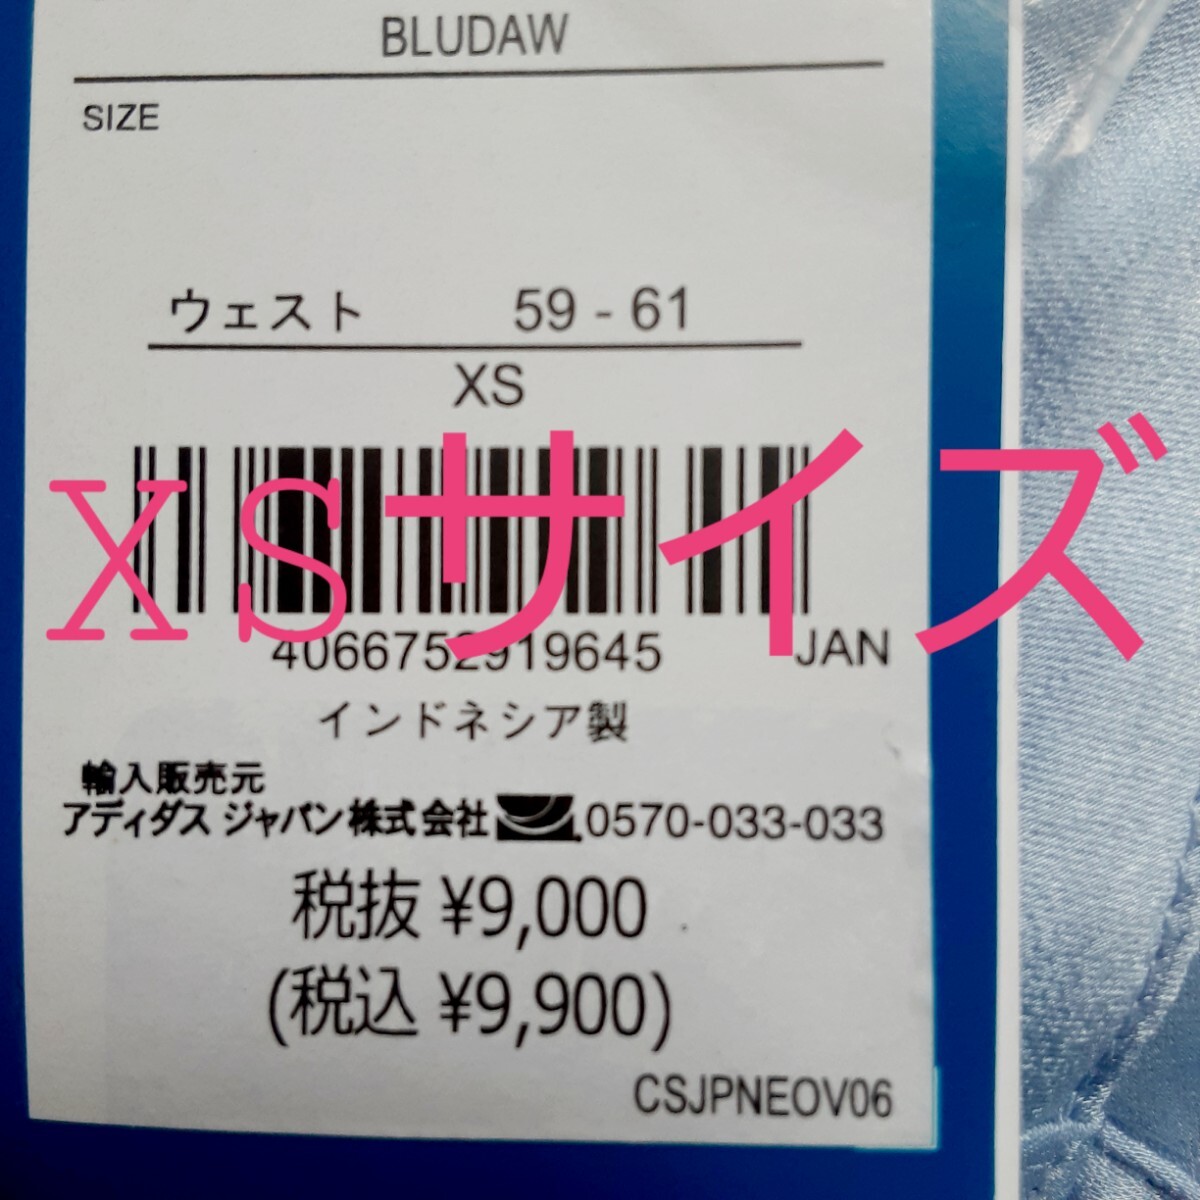 BLUDAW
SIZE
ウェスト 59 - 61
XS
XSサイズ
4066752919645 JAN
インドネシア製
輸入販売元
アディダス ジャパン株式会社 0570-033-033
税抜 ¥9,000
(税込 ¥9,900)
CSJPNEOV06